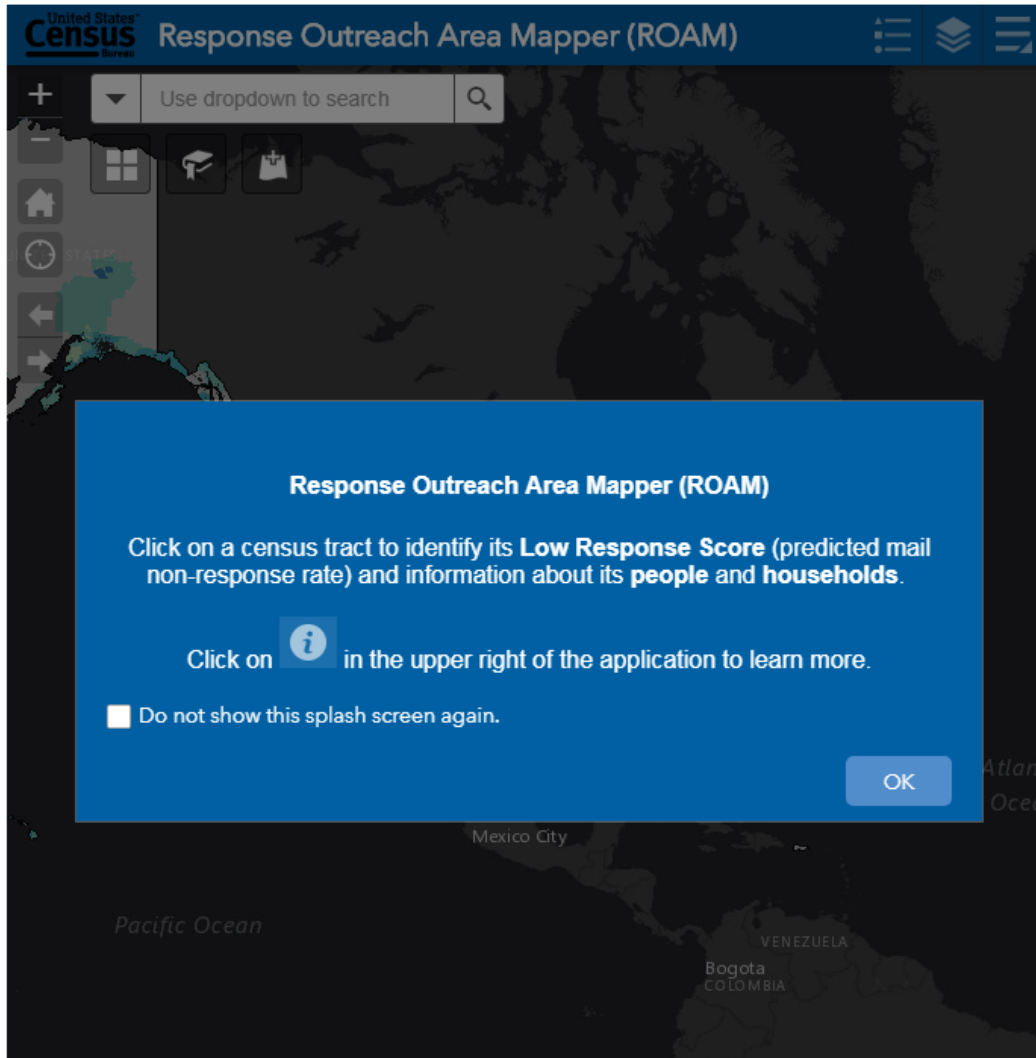 United States®
Census
Bureau
Response Outreach Area Mapper (ROAM)
Use dropdown to search
Response Outreach Area Mapper (ROAM)
Click on a census tract to identify its Low Response Score (predicted mail
non-response rate) and information about its people and households.
Click on i in the upper right of the application to learn more.
Do not show this splash screen again.
OK
Mexico City
Pacific Ocean
VENEZUELA
Bogota
COLOMBIA